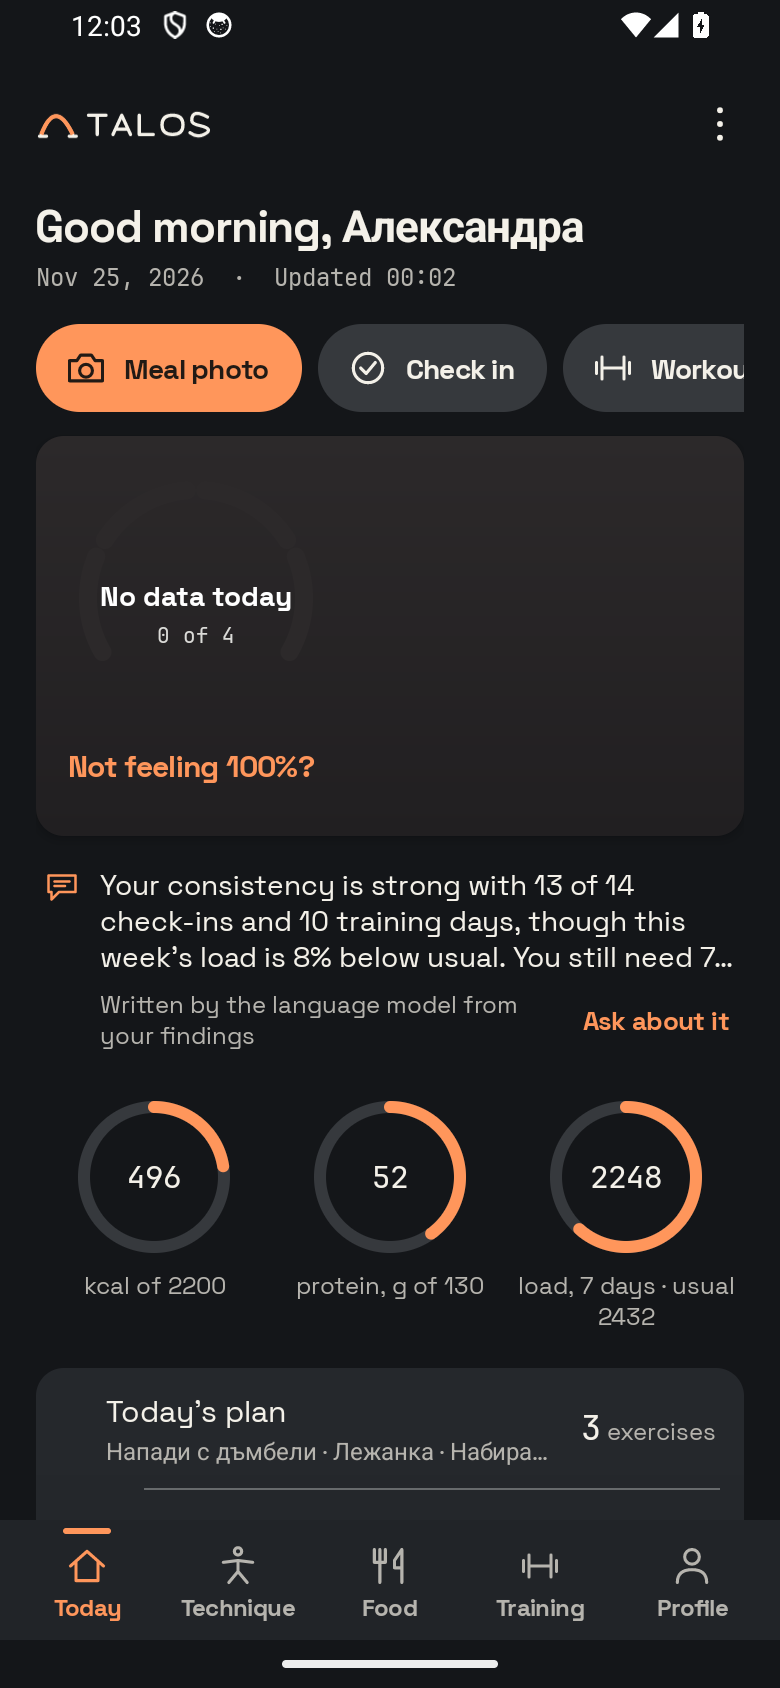 12:03
TALOS
Good morning, Александра
Nov 25, 2026 · Updated 00:02
Meal photo
Check in
Workou
No data today
0 of 4
Not feeling 100%?
Your consistency is strong with 13 of 14
check-ins and 10 training days, though this
week's load is 8% below usual. You still need 7…
Written by the language model from
your findings
Ask about it
496
52
2248
kcal of 2200
protein, g of 130
load, 7 days · usual
2432
Today's plan
3 exercises
Напади с дъмбели · Лежанка · Набира…
Today
Technique
Food
Training
Profile